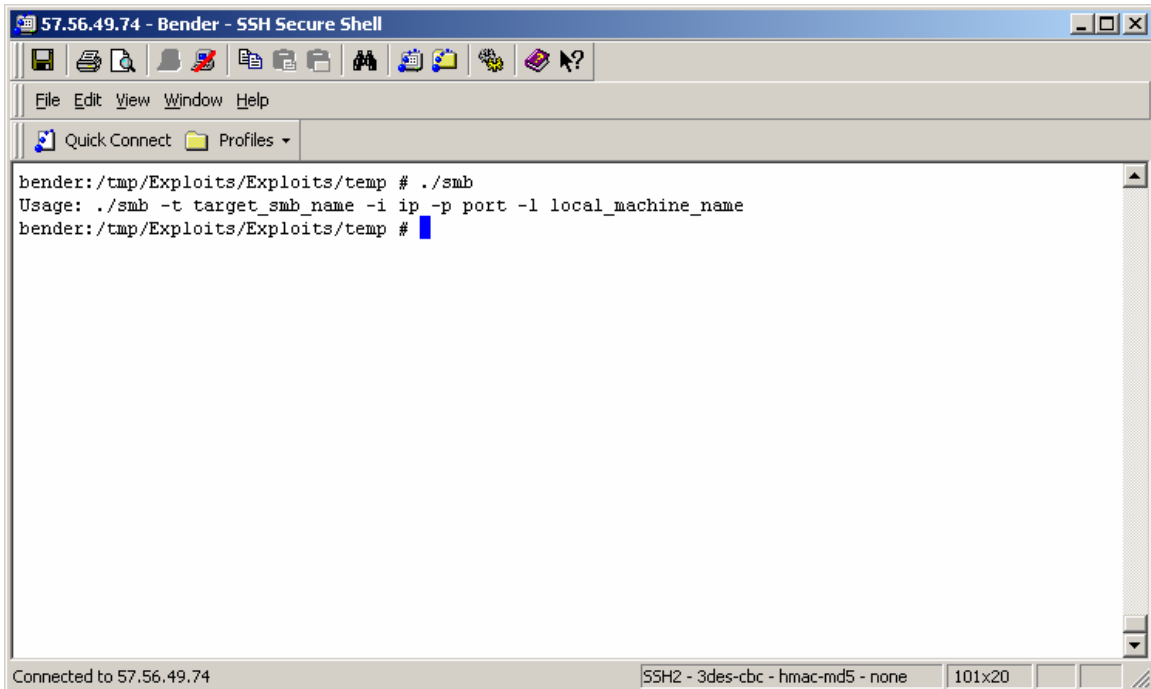 57.56.49.74 - Bender - SSH Secure Shell
File Edit View Window Help
Quick Connect Profiles
bender:/tmp/Exploits/Exploits/temp # ./smb
Usage: ./smb -t target_smb_name -i ip -p port -l local_machine_name
bender:/tmp/Exploits/Exploits/temp #
Connected to 57.56.49.74 SSH2 - 3des-cbc - hmac-md5 - none 101x20